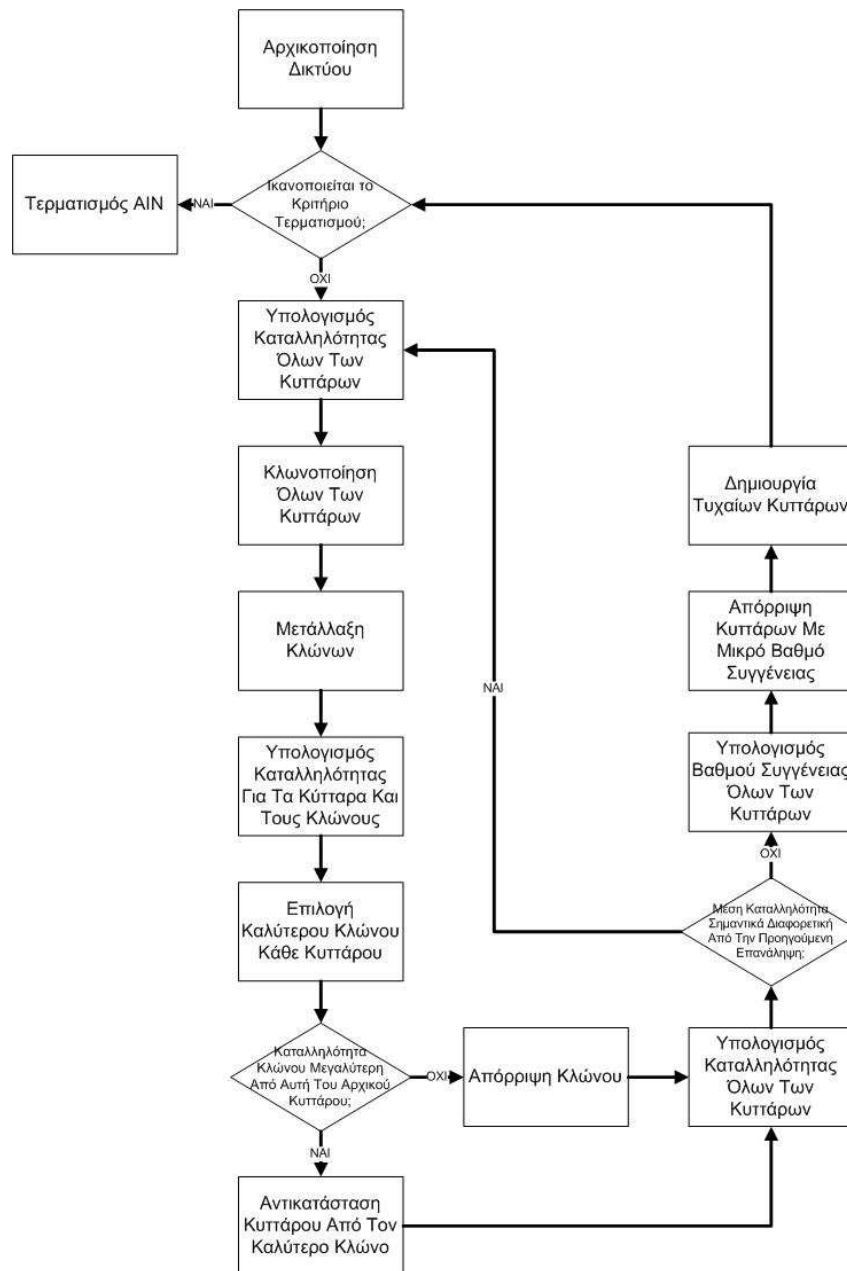 Αρχικοποίηση
Δικτύου
Ικανοποιείται το
Κριτήριο
Τερματισμού;
ΝΑΙ
Τερματισμός ΑΙΝ
ΟΧΙ
Υπολογισμός
Καταλληλότητας
Όλων Των
Κυττάρων
Κλωνοποίηση
Όλων Των
Κυττάρων
Μετάλλαξη
Κλώνων
Υπολογισμός
Καταλληλότητας
Για Τα Κύτταρα Και
Τους Κλώνους
Επιλογή
Καλύτερου Κλώνου
Κάθε Κυττάρου
Καταλληλότητα
Κλώνου Μεγαλύτερη
Από Αυτή Του Αρχικού
Κυττάρου;
ΟΧΙ
Απόρριψη Κλώνου
ΝΑΙ
Αντικατάσταση
Κυττάρου Από Τον
Καλύτερο Κλώνο
Υπολογισμός
Καταλληλότητας
Όλων Των
Κυττάρων
Μέση Καταλληλότητα
Σημαντικά Διαφορετική
Από Την Προηγούμενη
Επανάληψη;
ΝΑΙ
ΟΧΙ
Υπολογισμός
Βαθμού Συγγένειας
Όλων Των
Κυττάρων
Απόρριψη
Κυττάρων Με
Μικρό Βαθμό
Συγγένειας
Δημιουργία
Τυχαίων Κυττάρων